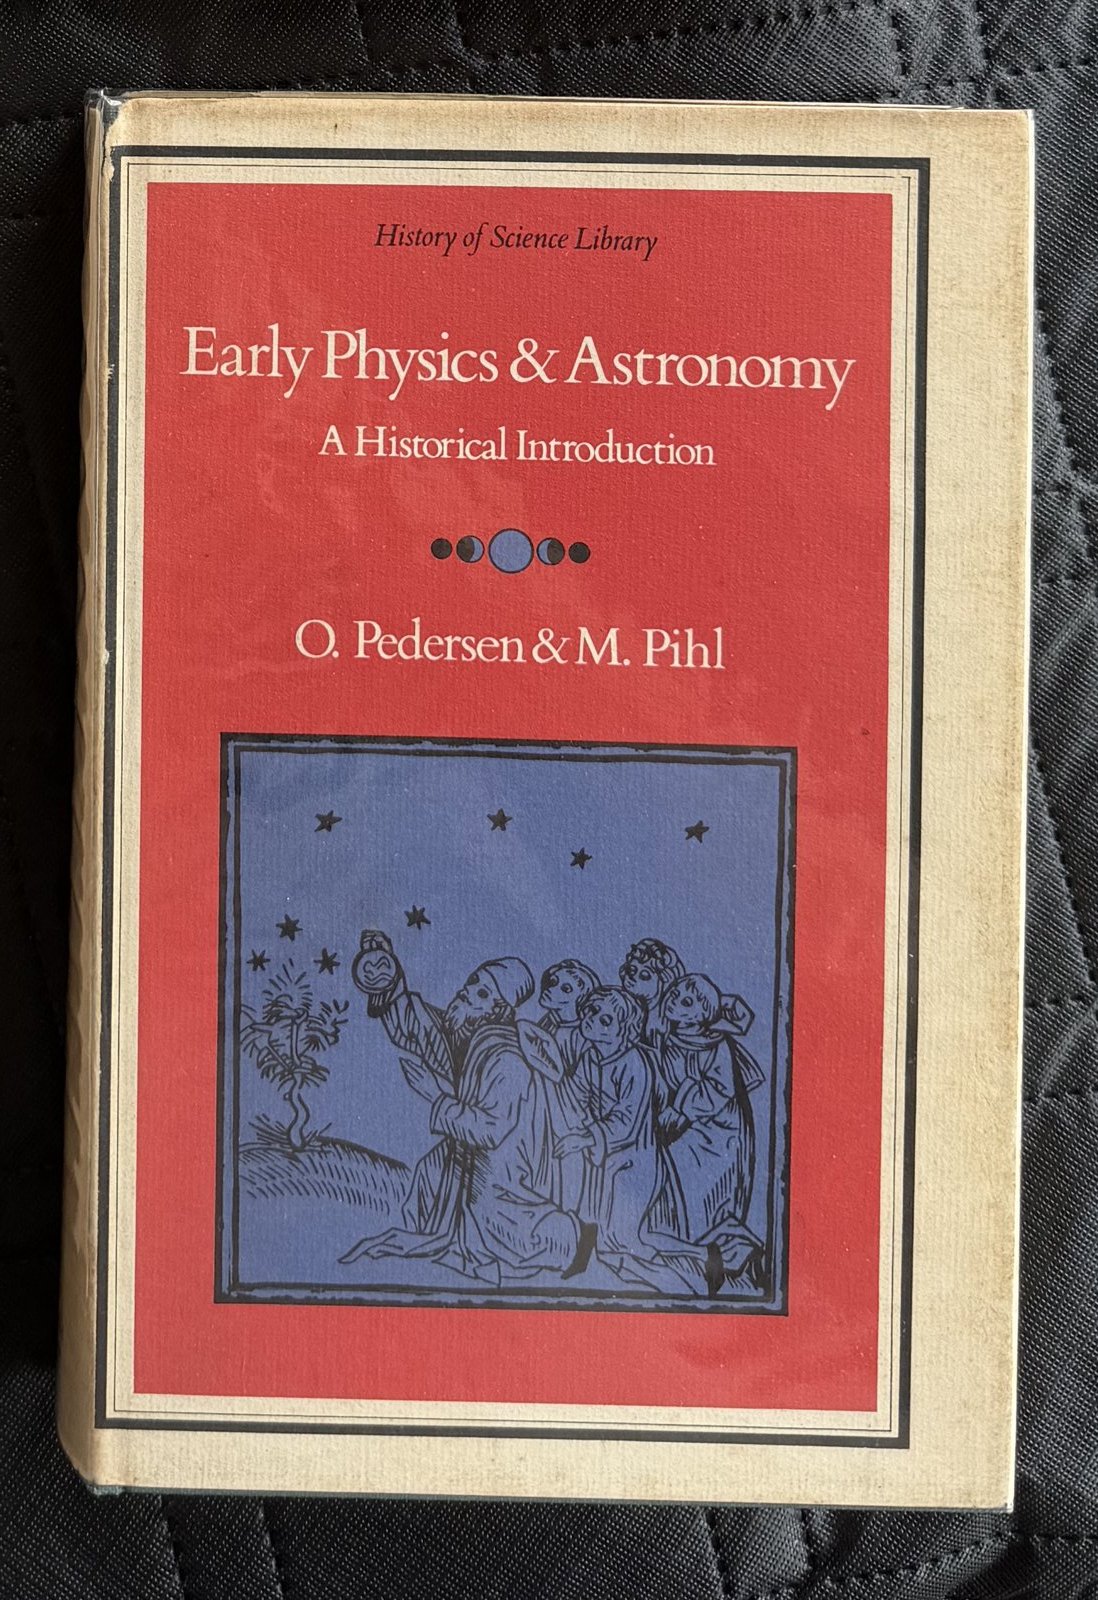 History of Science Library
Early Physics & Astronomy
A Historical Introduction
O. Pedersen & M. Pihl